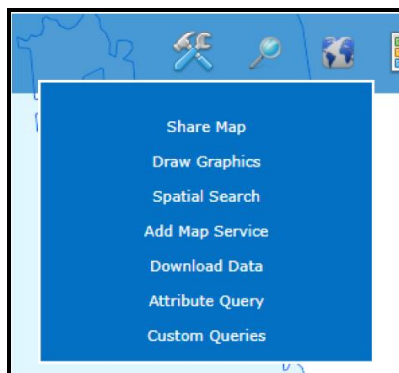 Share Map
Draw Graphics
Spatial Search
Add Map Service
Download Data
Attribute Query
Custom Queries